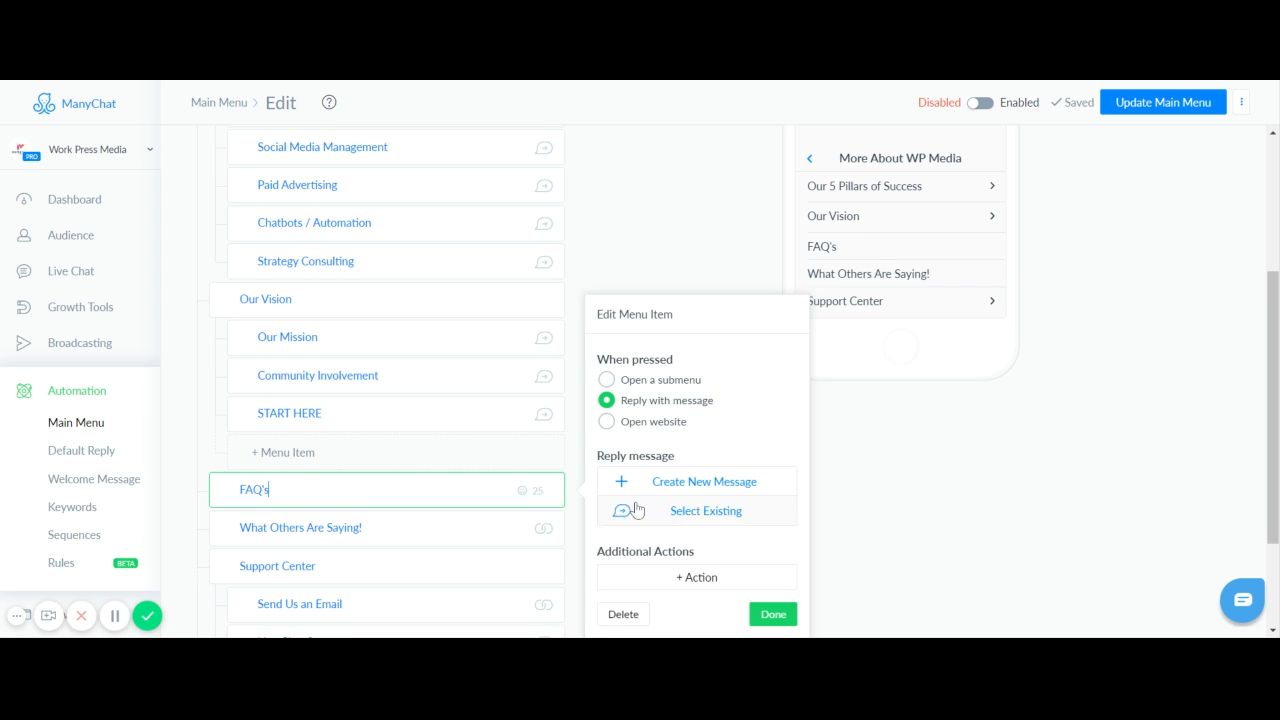 ManyChat
Main Menu > Edit
?
Disabled
Enabled
Saved
Update Main Menu
PRO
Work Press Media
Dashboard
Audience
Live Chat
Growth Tools
Broadcasting
Automation
Main Menu
Default Reply
Welcome Message
Keywords
Sequences
Rules
BETA
Social Media Management
Paid Advertising
Chatbots / Automation
Strategy Consulting
Our Vision
Our Mission
Community Involvement
START HERE
+ Menu Item
FAQ's
25
What Others Are Saying!
Support Center
Send Us an Email
Edit Menu Item
When pressed
Open a submenu
Reply with message
Open website
Reply message
+ Create New Message
Select Existing
Additional Actions
+ Action
Delete
Done
More About WP Media
Our 5 Pillars of Success
Our Vision
FAQ's
What Others Are Saying!
Support Center